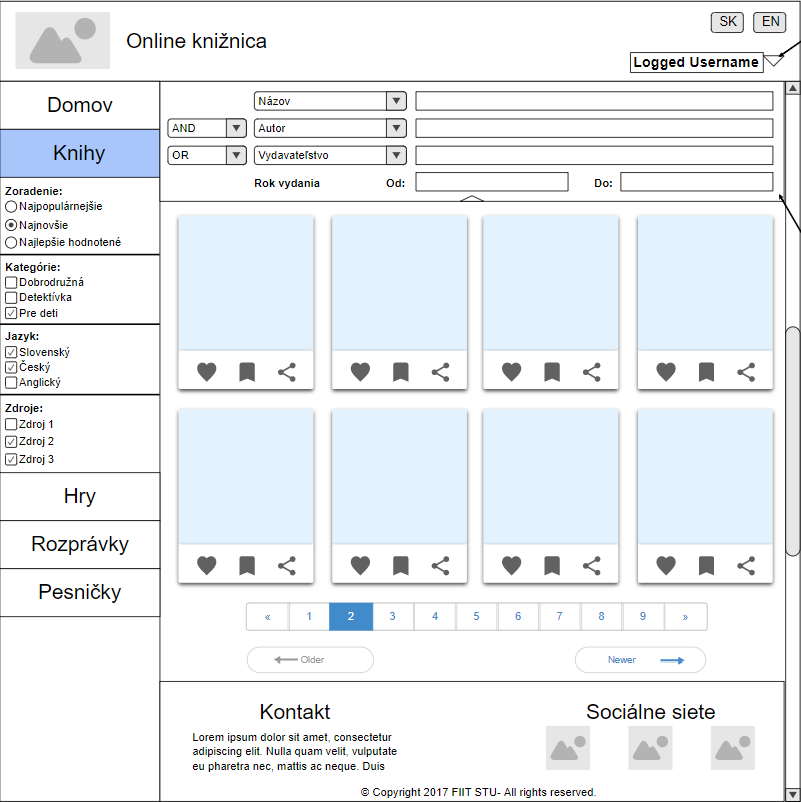 Online knižnica
SK
EN
Logged Username
Domov
Knihy
Zoradenie:
Najpopulárnejšie
Najnovšie
Najlepšie hodnotené
Kategórie:
Dobrodružná
Detektívka
Pre deti
Jazyk:
Slovenský
Český
Anglický
Zdroje:
Zdroj 1
Zdroj 2
Zdroj 3
Hry
Rozprávky
Pesničky
Názov
AND Autor
OR Vydavateľstvo
Rok vydania Od: Do:
« 1 2 3 4 5 6 7 8 9 »
Older
Newer
Kontakt
Lorem ipsum dolor sit amet, consectetur
adipiscing elit. Nulla quam velit, vulputate
eu pharetra nec, mattis ac neque. Duis
Sociálne siete
© Copyright 2017 FIIT STU- All rights reserved.